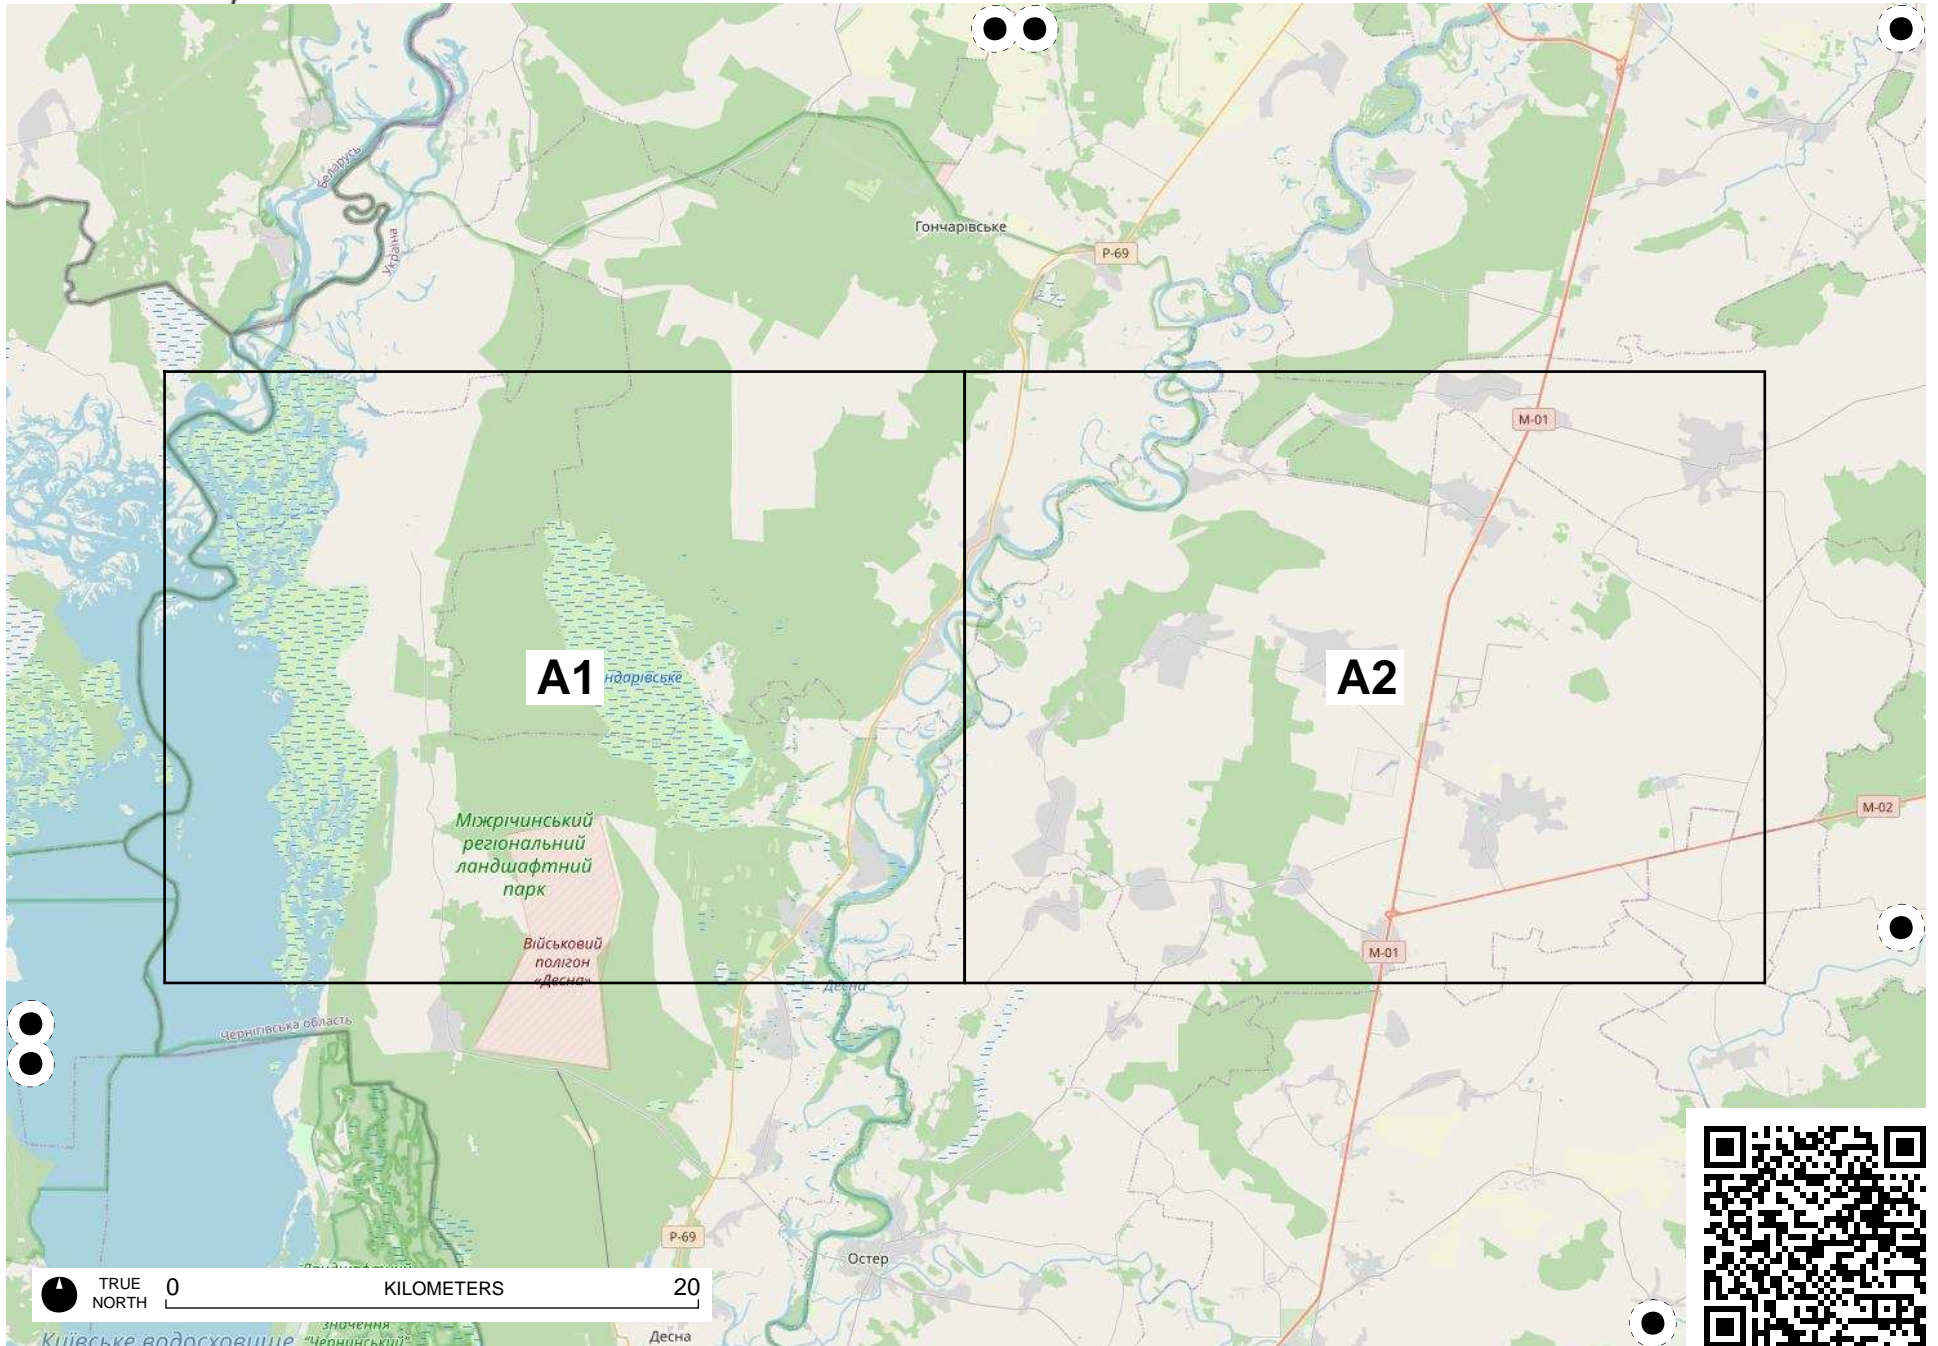 Беларусь
Україна
Гончарівське
Р-69
М-01
A1
ндарівське
A2
М-02
Міжрічинський
регіональний
ландшафтний
парк
Військовий
полігон
«Десна»
М-01
Десна
Чернігівська область
Р-69
Остер
TRUE
NORTH
0
KILOMETERS
20
значення
"Чернинський"
Київське водосховище
Десна